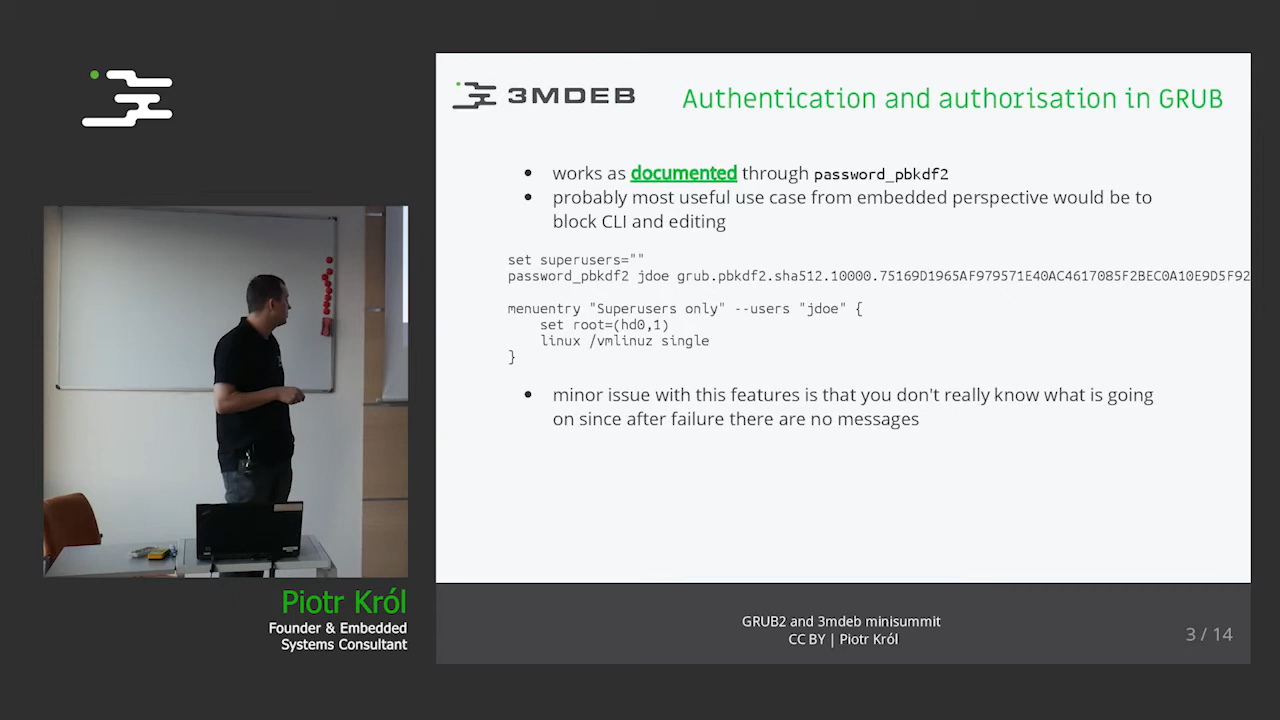 3MDEB
Authentication and authorisation in GRUB
works as documented through password_pbkdf2
probably most useful use case from embedded perspective would be to
block CLI and editing
set superusers=""
password_pbkdf2 jdoe grub.pbkdf2.sha512.10000.75169D1965AF979571E40AC4617085F2BEC0A10E9D5F92
menuentry "Superusers only" --users "jdoe" {
set root=(hd0,1)
linux /vmlinuz single
}
minor issue with this features is that you don't really know what is going
on since after failure there are no messages
Piotr Król
Founder & Embedded
Systems Consultant
GRUB2 and 3mdeb minisummit
CC BY | Piotr Król
3 / 14